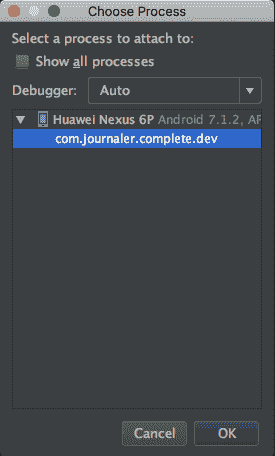 Choose Process
Select a process to attach to:
Show all processes
Debugger: Auto
Huawei Nexus 6P Android 7.1.2, AP
com.journaler.complete.dev
Cancel OK